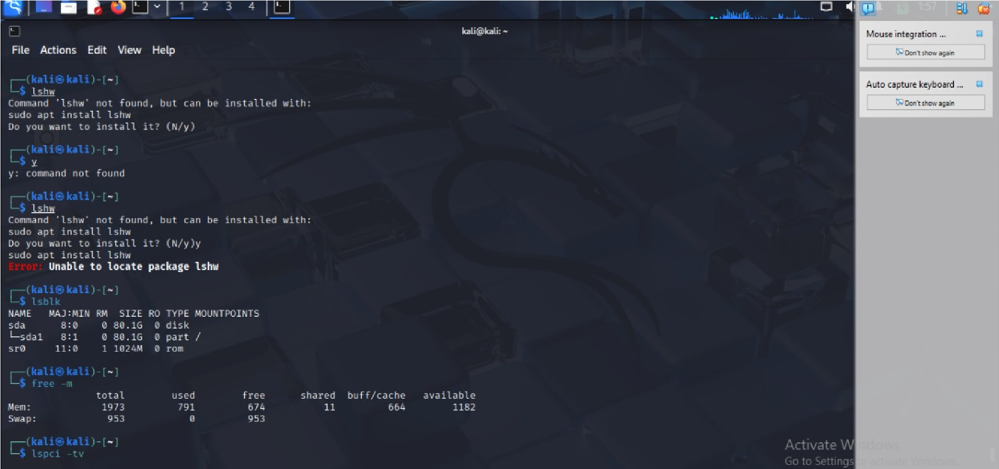 1 2 3 4
1:57
kali@kali: ~
File Actions Edit View Help
┌──(kali㉿kali)-[~]
└─$ lshw
Command 'lshw' not found, but can be installed with:
sudo apt install lshw
Do you want to install it? (N/y)
┌──(kali㉿kali)-[~]
└─$ y
y: command not found
┌──(kali㉿kali)-[~]
└─$ lshw
Command 'lshw' not found, but can be installed with:
sudo apt install lshw
Do you want to install it? (N/y)y
sudo apt install lshw
Error: Unable to locate package lshw
┌──(kali㉿kali)-[~]
└─$ lsblk
NAME   MAJ:MIN RM  SIZE RO TYPE MOUNTPOINTS
sda      8:0    0 80.1G  0 disk
└─sda1   8:1    0 80.1G  0 part /
sr0     11:0    1 1024M  0 rom
┌──(kali㉿kali)-[~]
└─$ free -m
               total        used        free      shared  buff/cache   available
Mem:            1973         791         674          11         664        1182
Swap:            953           0         953
┌──(kali㉿kali)-[~]
└─$ lspci -tv
Mouse integration ...
Don't show again
Auto capture keyboard ...
Don't show again
Activate Windows
Go to Settings to activate Windows.